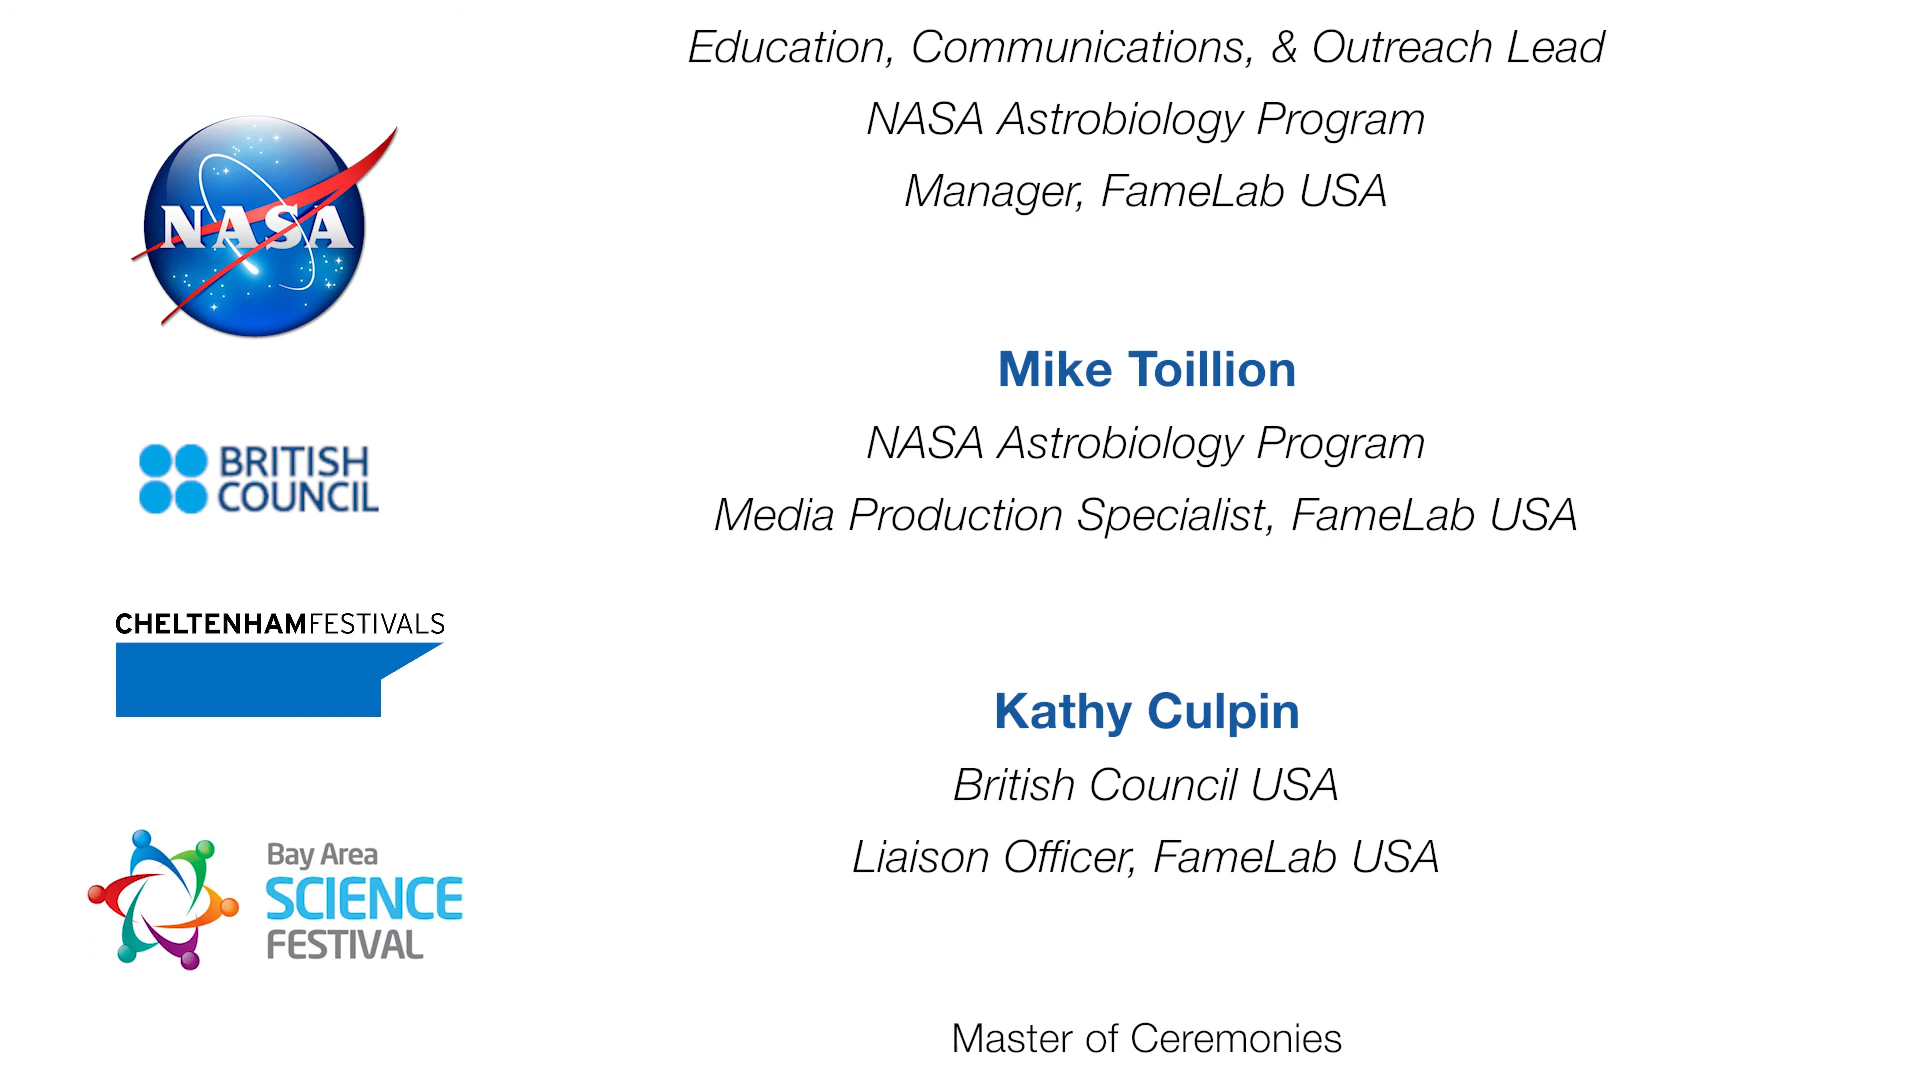 NASA
BRITISH
COUNCIL
CHELTENHAMFESTIVALS
Bay Area
SCIENCE
FESTIVAL
Education, Communications, & Outreach Lead
NASA Astrobiology Program
Manager, FameLab USA
Mike Toillion
NASA Astrobiology Program
Media Production Specialist, FameLab USA
Kathy Culpin
British Council USA
Liaison Officer, FameLab USA
Master of Ceremonies